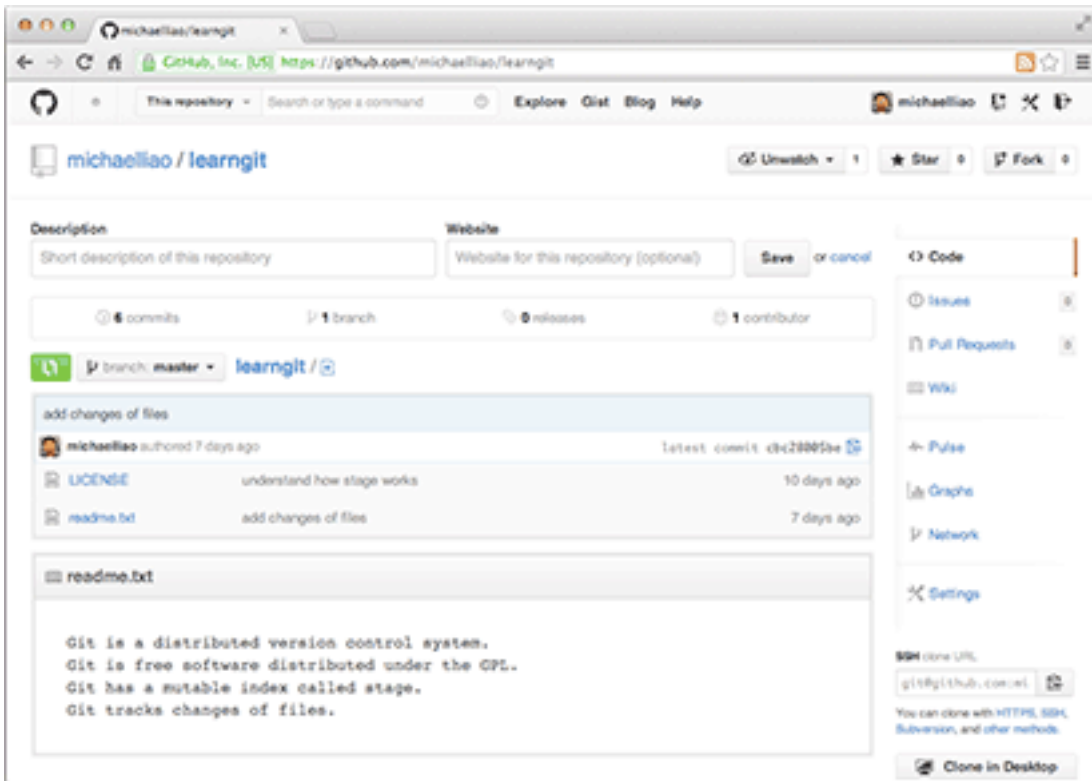 michaelliao/learngit
GitHub, Inc. [US] https://github.com/michaelliao/learngit
This repository Search or type a command Explore Gist Blog Help michaelliao
michaelliao / learngit Unwatch 1 Star 0 Fork 0
Description Website
Short description of this repository Website for this repository (optional) Save or cancel
6 commits 1 branch 0 releases 1 contributor
branch: master learngit /
add changes of files
michaelliao authored 7 days ago latest commit cbc28005be
LICENSE understand how stage works 10 days ago
readme.txt add changes of files 7 days ago
readme.txt
Git is a distributed version control system.
Git is free software distributed under the GPL.
Git has a mutable index called stage.
Git tracks changes of files.
Code
Issues 0
Pull Requests 0
Wiki
Pulse
Graphs
Network
Settings
SSH clone URL
git@github.com:mi
You can clone with HTTPS, SSH,
Subversion, and other methods.
Clone in Desktop